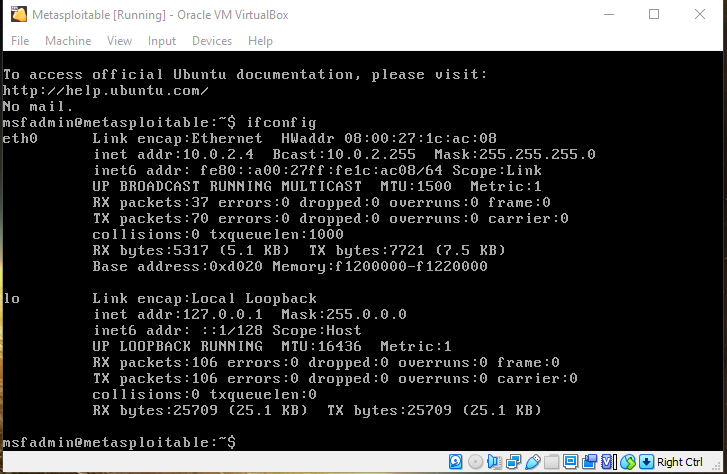 Metasploitable [Running] - Oracle VM VirtualBox
File Machine View Input Devices Help
To access official Ubuntu documentation, please visit:
http://help.ubuntu.com/
No mail.
msfadmin@metasploitable:~$ ifconfig
eth0 Link encap:Ethernet HWaddr 08:00:27:1c:ac:08
inet addr:10.0.2.4 Bcast:10.0.2.255 Mask:255.255.255.0
inet6 addr: fe80::a00:27ff:fe1c:ac08/64 Scope:Link
UP BROADCAST RUNNING MULTICAST MTU:1500 Metric:1
RX packets:37 errors:0 dropped:0 overruns:0 frame:0
TX packets:70 errors:0 dropped:0 overruns:0 carrier:0
collisions:0 txqueuelen:1000
RX bytes:5317 (5.1 KB) TX bytes:7721 (7.5 KB)
Base address:0xd020 Memory:f1200000-f1220000
lo Link encap:Local Loopback
inet addr:127.0.0.1 Mask:255.0.0.0
inet6 addr: ::1/128 Scope:Host
UP LOOPBACK RUNNING MTU:16436 Metric:1
RX packets:106 errors:0 dropped:0 overruns:0 frame:0
TX packets:106 errors:0 dropped:0 overruns:0 carrier:0
collisions:0 txqueuelen:0
RX bytes:25709 (25.1 KB) TX bytes:25709 (25.1 KB)
msfadmin@metasploitable:~$
Right Ctrl